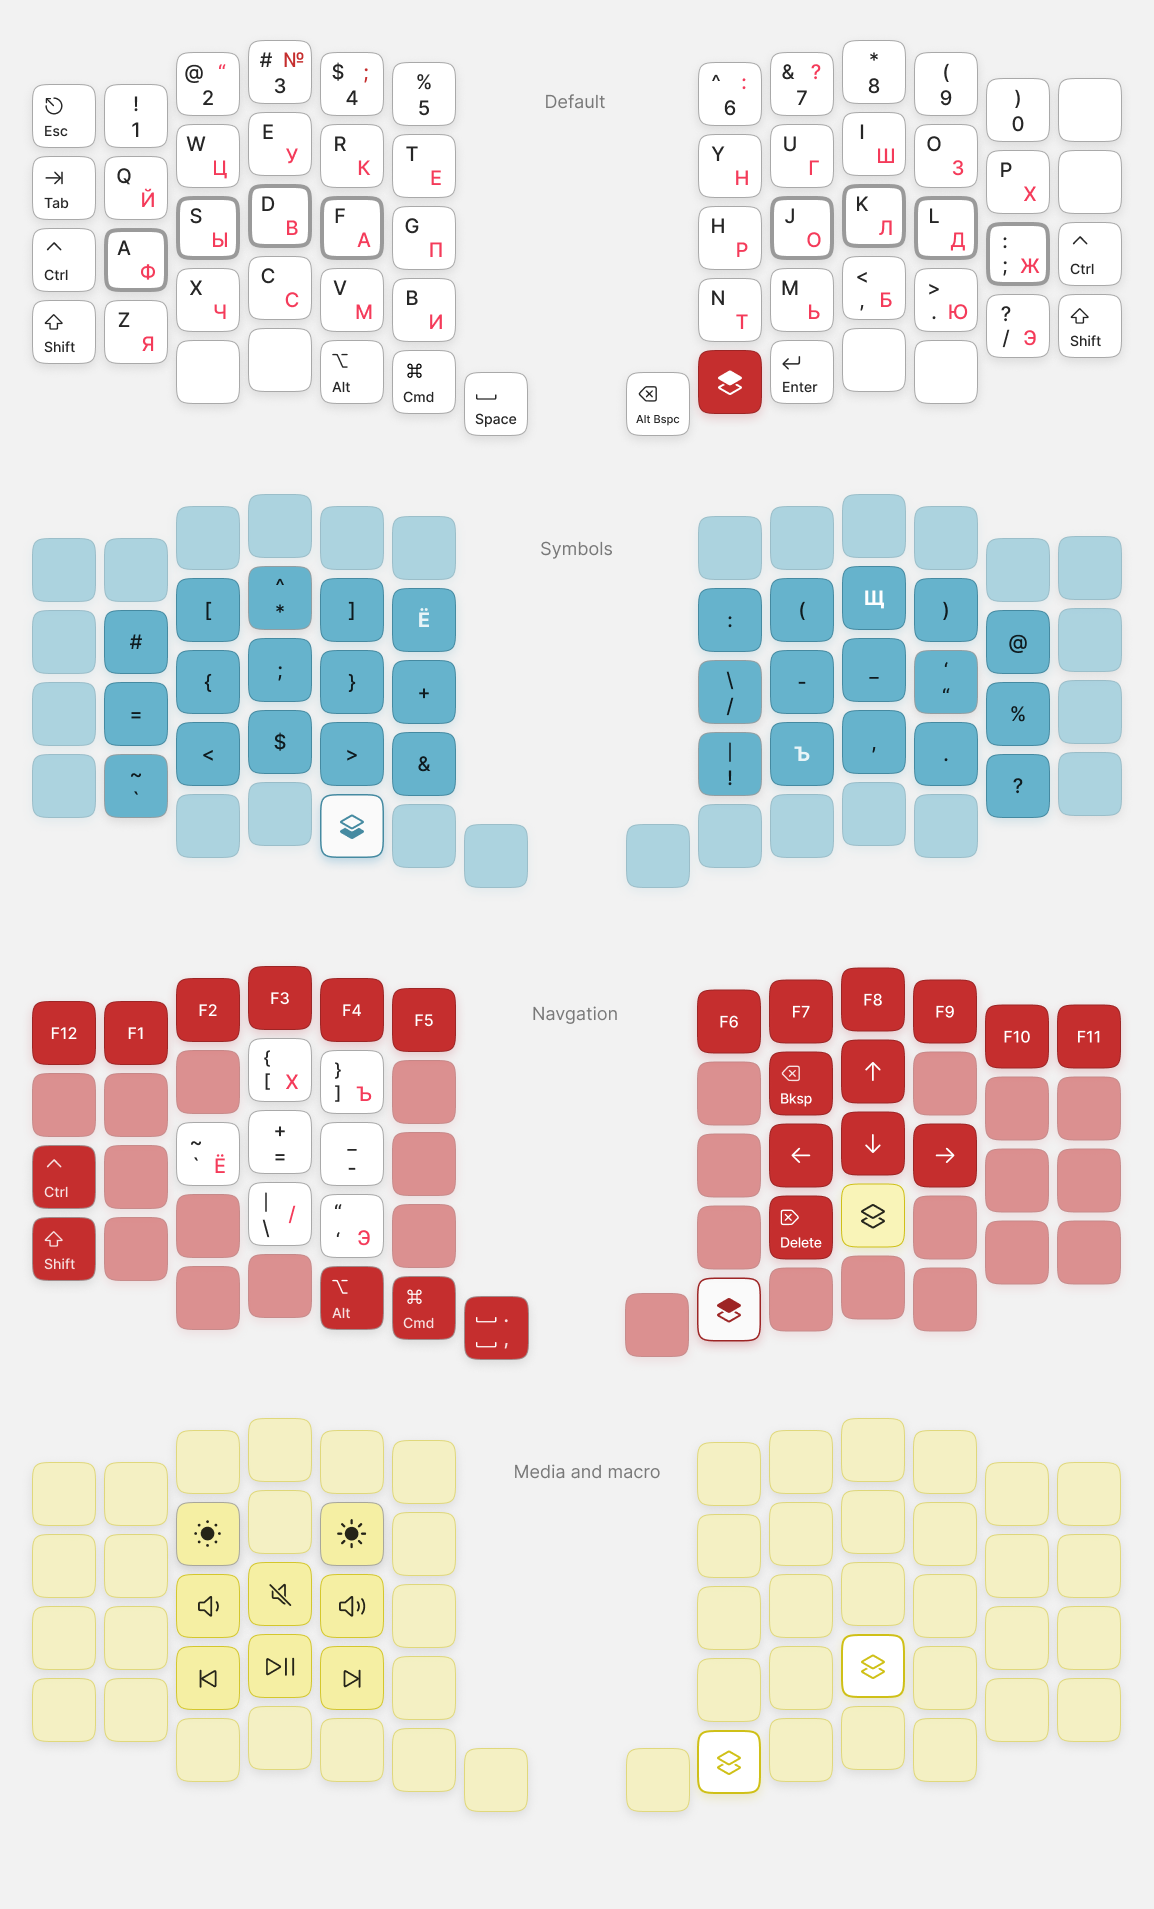 Default
Esc ! 1 @ “ 2 # № 3 $ ; 4 % 5 ^ : 6 & ? 7 * 8 ( 9 ) 0
Tab Q Й W Ц E У R К T Е Y Н U Г I Ш O З P Х
^ Ctrl A Ф S Ы D В F А G П H Р J О K Л L Д : ; Ж ^ Ctrl
Shift Z Я X Ч C С V М B И N Т M Ь < , Б > . Ю ? / Э Shift
Alt ⌘ Cmd Space Alt Bspc Enter
Symbols
# [ ^ * ] Ё : ( Щ ) @
= { ; } + \ / - _ ‘ “ %
~ ` < $ > & | ! Ъ , . ?
Navgation
F12 F1 F2 F3 F4 F5 F6 F7 F8 F9 F10 F11
{ [ Х } ] Ъ Bksp ↑
^ Ctrl ~ ` Ё + = _ - ← ↓ →
Shift | \ / “ ‘ Э Delete
Alt ⌘ Cmd . ,
Media and macro